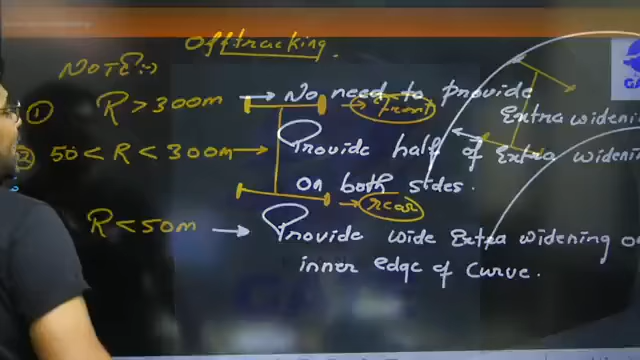 Offtracking.
NOTE:-
① R > 300m → No need to provide
Extra widening
→ front
② 50 < R < 300m → Provide half of Extra widening
on both sides.
→ rear
R < 50m → Provide wide Extra widening
inner edge of curve.